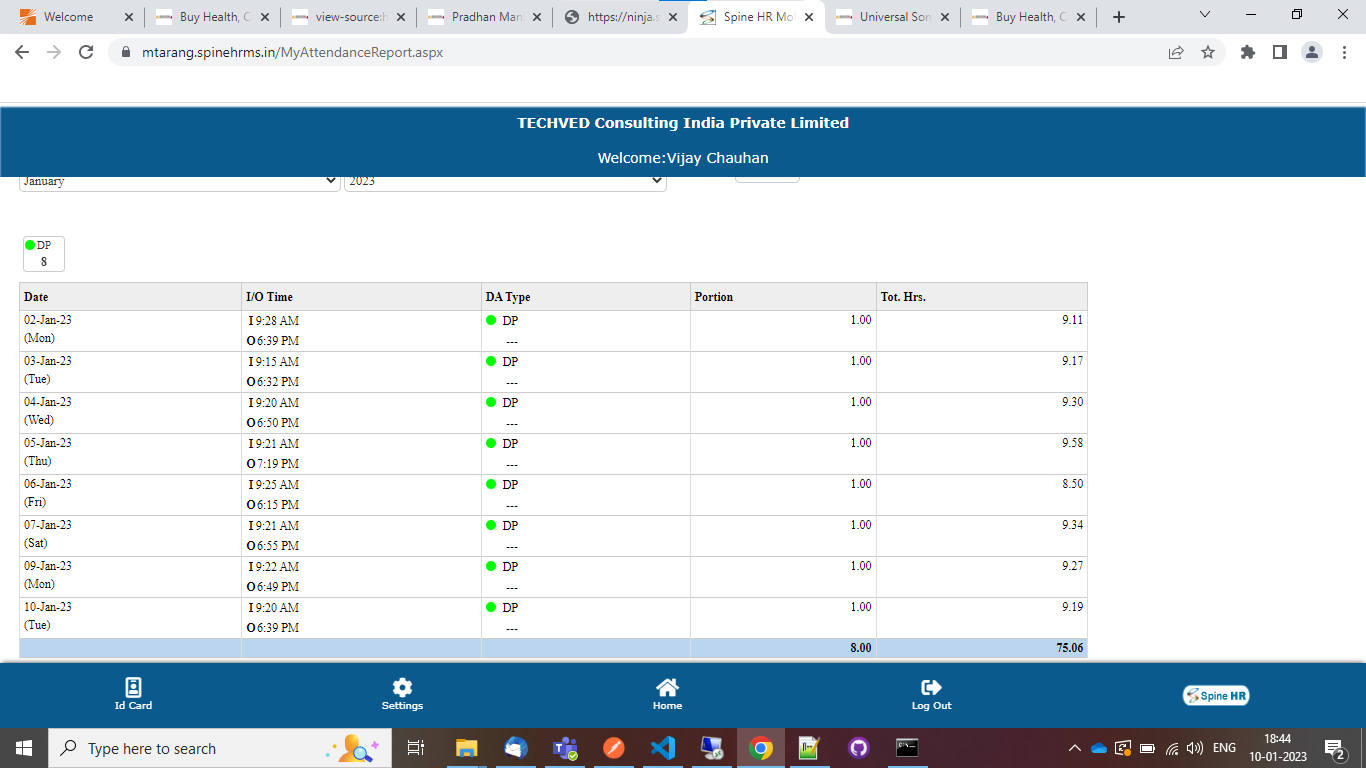 Welcome
Buy Health, C
view-source:h
Pradhan Man
https://ninja.s
Spine HR Mo
Universal Son
Buy Health, C
mtarang.spinehrms.in/MyAttendanceReport.aspx
TECHVED Consulting India Private Limited
Welcome:Vijay Chauhan
January 2023
DP
8
Date I/O Time DA Type Portion Tot. Hrs.
02-Jan-23 I 9:28 AM DP 1.00 9.11
(Mon) O 6:39 PM ---
03-Jan-23 I 9:15 AM DP 1.00 9.17
(Tue) O 6:32 PM ---
04-Jan-23 I 9:20 AM DP 1.00 9.30
(Wed) O 6:50 PM ---
05-Jan-23 I 9:21 AM DP 1.00 9.58
(Thu) O 7:19 PM ---
06-Jan-23 I 9:25 AM DP 1.00 8.50
(Fri) O 6:15 PM ---
07-Jan-23 I 9:21 AM DP 1.00 9.34
(Sat) O 6:55 PM ---
09-Jan-23 I 9:22 AM DP 1.00 9.27
(Mon) O 6:49 PM ---
10-Jan-23 I 9:20 AM DP 1.00 9.19
(Tue) O 6:39 PM ---
8.00 75.06
Id Card
Settings
Home
Log Out
Spine HR
Type here to search
ENG
18:44
10-01-2023
2